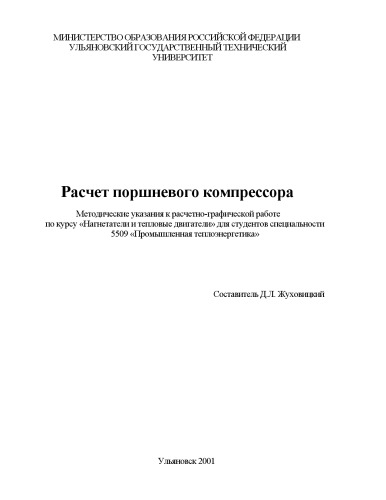 МИНИСТЕРСТВО ОБРАЗОВАНИЯ РОССИЙСКОЙ ФЕДЕРАЦИИ
УЛЬЯНОВСКИЙ ГОСУДАРСТВЕННЫЙ ТЕХНИЧЕСКИЙ
УНИВЕРСИТЕТ
Расчет поршневого компрессора
Методические указания к расчетно-графической работе
по курсу «Нагнетатели и тепловые двигатели» для студентов специальности
5509 «Промышленная теплоэнергетика»
Составитель Д.Л. Жуховицкий
Ульяновск 2001